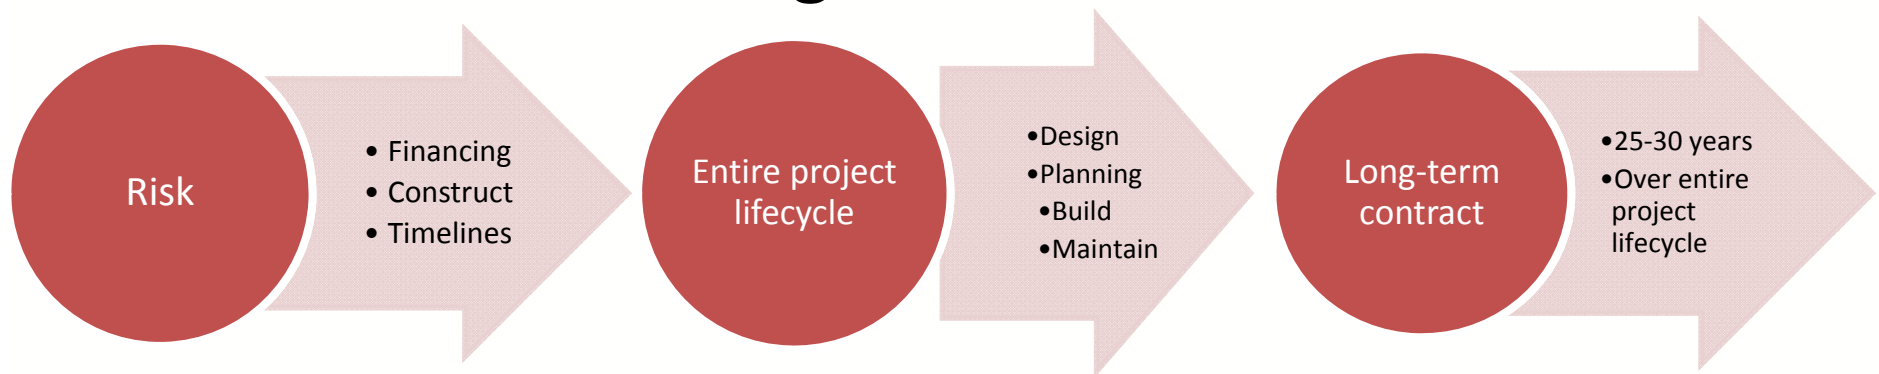 Risk
• Financing
• Construct
• Timelines
Entire project
lifecycle
•Design
•Planning
•Build
•Maintain
Long-term
contract
•25-30 years
•Over entire
project
lifecycle